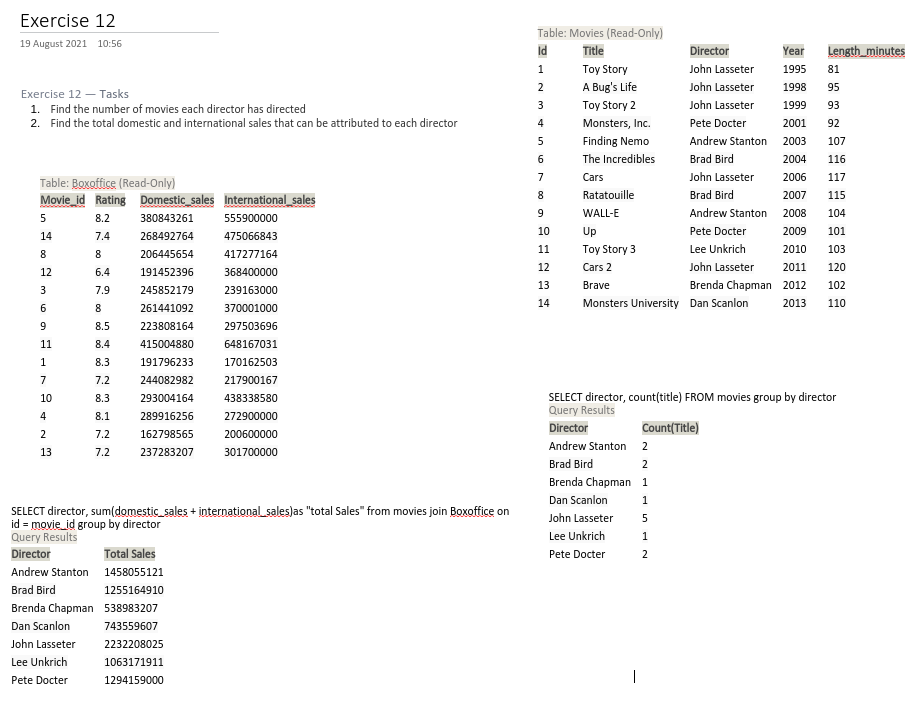 Exercise 12
19 August 2021 10:56
Exercise 12 — Tasks
1. Find the number of movies each director has directed
2. Find the total domestic and international sales that can be attributed to each director
Table: Boxoffice (Read-Only)
Movie_id Rating Domestic_sales International_sales
5 8.2 380843261 555900000
14 7.4 268492764 475066843
8 8 206445654 417277164
12 6.4 191452396 368400000
3 7.9 245852179 239163000
6 8 261441092 370001000
9 8.5 223808164 297503696
11 8.4 415004880 648167031
1 8.3 191796233 170162503
7 7.2 244082982 217900167
10 8.3 293004164 438338580
4 8.1 289916256 272900000
2 7.2 162798565 200600000
13 7.2 237283207 301700000
SELECT director, sum(domestic_sales + international_sales)as "total Sales" from movies join Boxoffice on
id = movie_id group by director
Query Results
Director Total Sales
Andrew Stanton 1458055121
Brad Bird 1255164910
Brenda Chapman 538983207
Dan Scanlon 743559607
John Lasseter 2232208025
Lee Unkrich 1063171911
Pete Docter 1294159000
Table: Movies (Read-Only)
Id Title Director Year Length_minutes
1 Toy Story John Lasseter 1995 81
2 A Bug's Life John Lasseter 1998 95
3 Toy Story 2 John Lasseter 1999 93
4 Monsters, Inc. Pete Docter 2001 92
5 Finding Nemo Andrew Stanton 2003 107
6 The Incredibles Brad Bird 2004 116
7 Cars John Lasseter 2006 117
8 Ratatouille Brad Bird 2007 115
9 WALL-E Andrew Stanton 2008 104
10 Up Pete Docter 2009 101
11 Toy Story 3 Lee Unkrich 2010 103
12 Cars 2 John Lasseter 2011 120
13 Brave Brenda Chapman 2012 102
14 Monsters University Dan Scanlon 2013 110
SELECT director, count(title) FROM movies group by director
Query Results
Director Count(Title)
Andrew Stanton 2
Brad Bird 2
Brenda Chapman 1
Dan Scanlon 1
John Lasseter 5
Lee Unkrich 1
Pete Docter 2